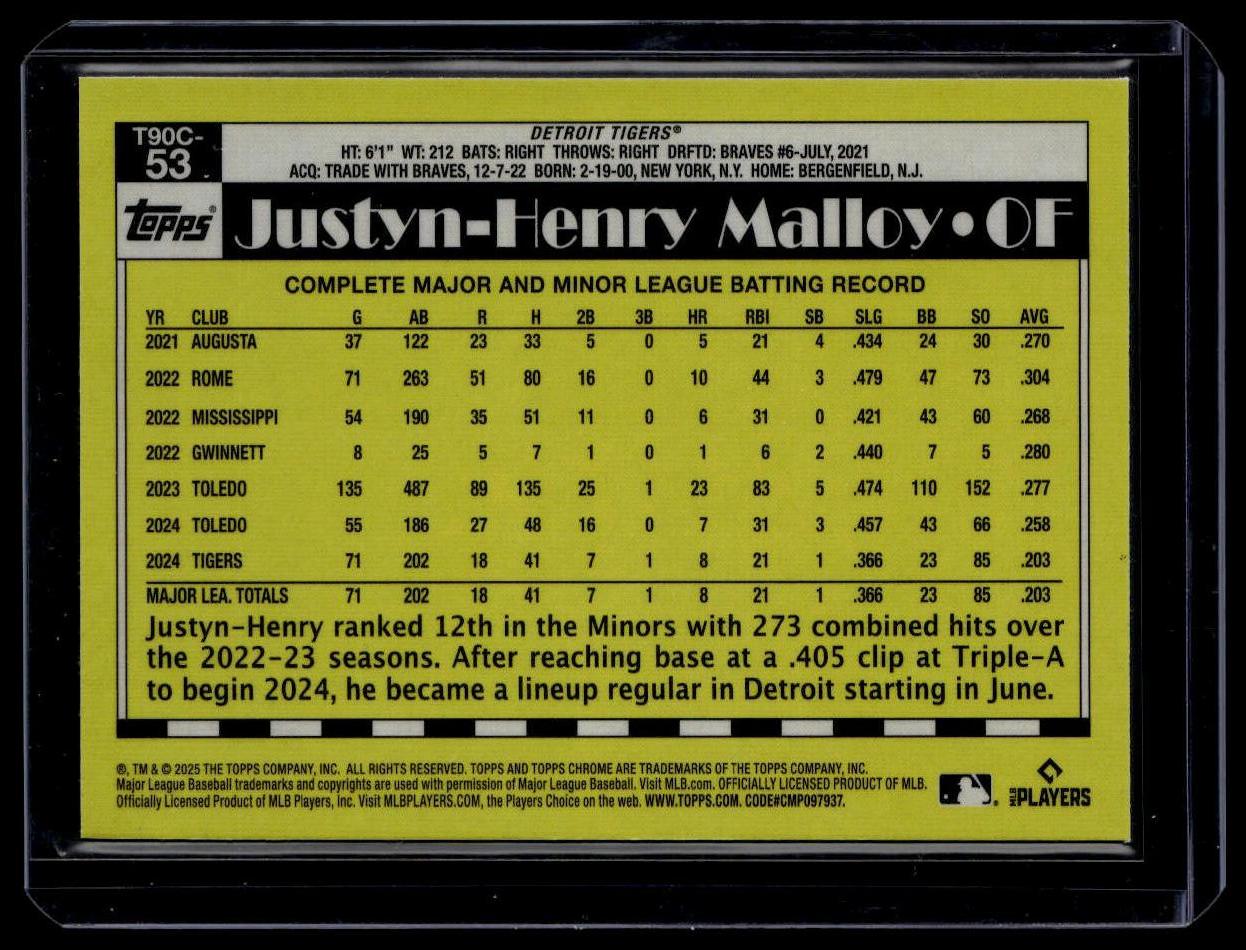 T90C-
53
DETROIT TIGERS®
HT: 6'1" WT: 212 BATS: RIGHT THROWS: RIGHT DRFTD: BRAVES #6-JULY, 2021
ACQ: TRADE WITH BRAVES, 12-7-22 BORN: 2-19-00, NEW YORK, N.Y. HOME: BERGENFIELD, N.J.
topps® Justyn-Henry Malloy • OF
COMPLETE MAJOR AND MINOR LEAGUE BATTING RECORD
YR CLUB G AB R H 2B 3B HR RBI SB SLG BB SO AVG
2021 AUGUSTA 37 122 23 33 5 0 5 21 4 .434 24 30 .270
2022 ROME 71 263 51 80 16 0 10 44 3 .479 47 73 .304
2022 MISSISSIPPI 54 190 35 51 11 0 6 31 0 .421 43 60 .268
2022 GWINNETT 8 25 5 7 1 0 1 6 2 .440 7 5 .280
2023 TOLEDO 135 487 89 135 25 1 23 83 5 .474 110 152 .277
2024 TOLEDO 55 186 27 48 16 0 7 31 3 .457 43 66 .258
2024 TIGERS 71 202 18 41 7 1 8 21 1 .366 23 85 .203
MAJOR LEA. TOTALS 71 202 18 41 7 1 8 21 1 .366 23 85 .203
Justyn-Henry ranked 12th in the Minors with 273 combined hits over
the 2022-23 seasons. After reaching base at a .405 clip at Triple-A
to begin 2024, he became a lineup regular in Detroit starting in June.
®, TM & © 2025 THE TOPPS COMPANY, INC. ALL RIGHTS RESERVED. TOPPS AND TOPPS CHROME ARE TRADEMARKS OF THE TOPPS COMPANY, INC.
Major League Baseball trademarks and copyrights are used with permission of Major League Baseball. Visit MLB.com. OFFICIALLY LICENSED PRODUCT OF MLB.
Officially Licensed Product of MLB Players, Inc. Visit MLBPLAYERS.COM, the Players Choice on the web. WWW.TOPPS.COM. CODE#CMP097937.
MLB PLAYERS